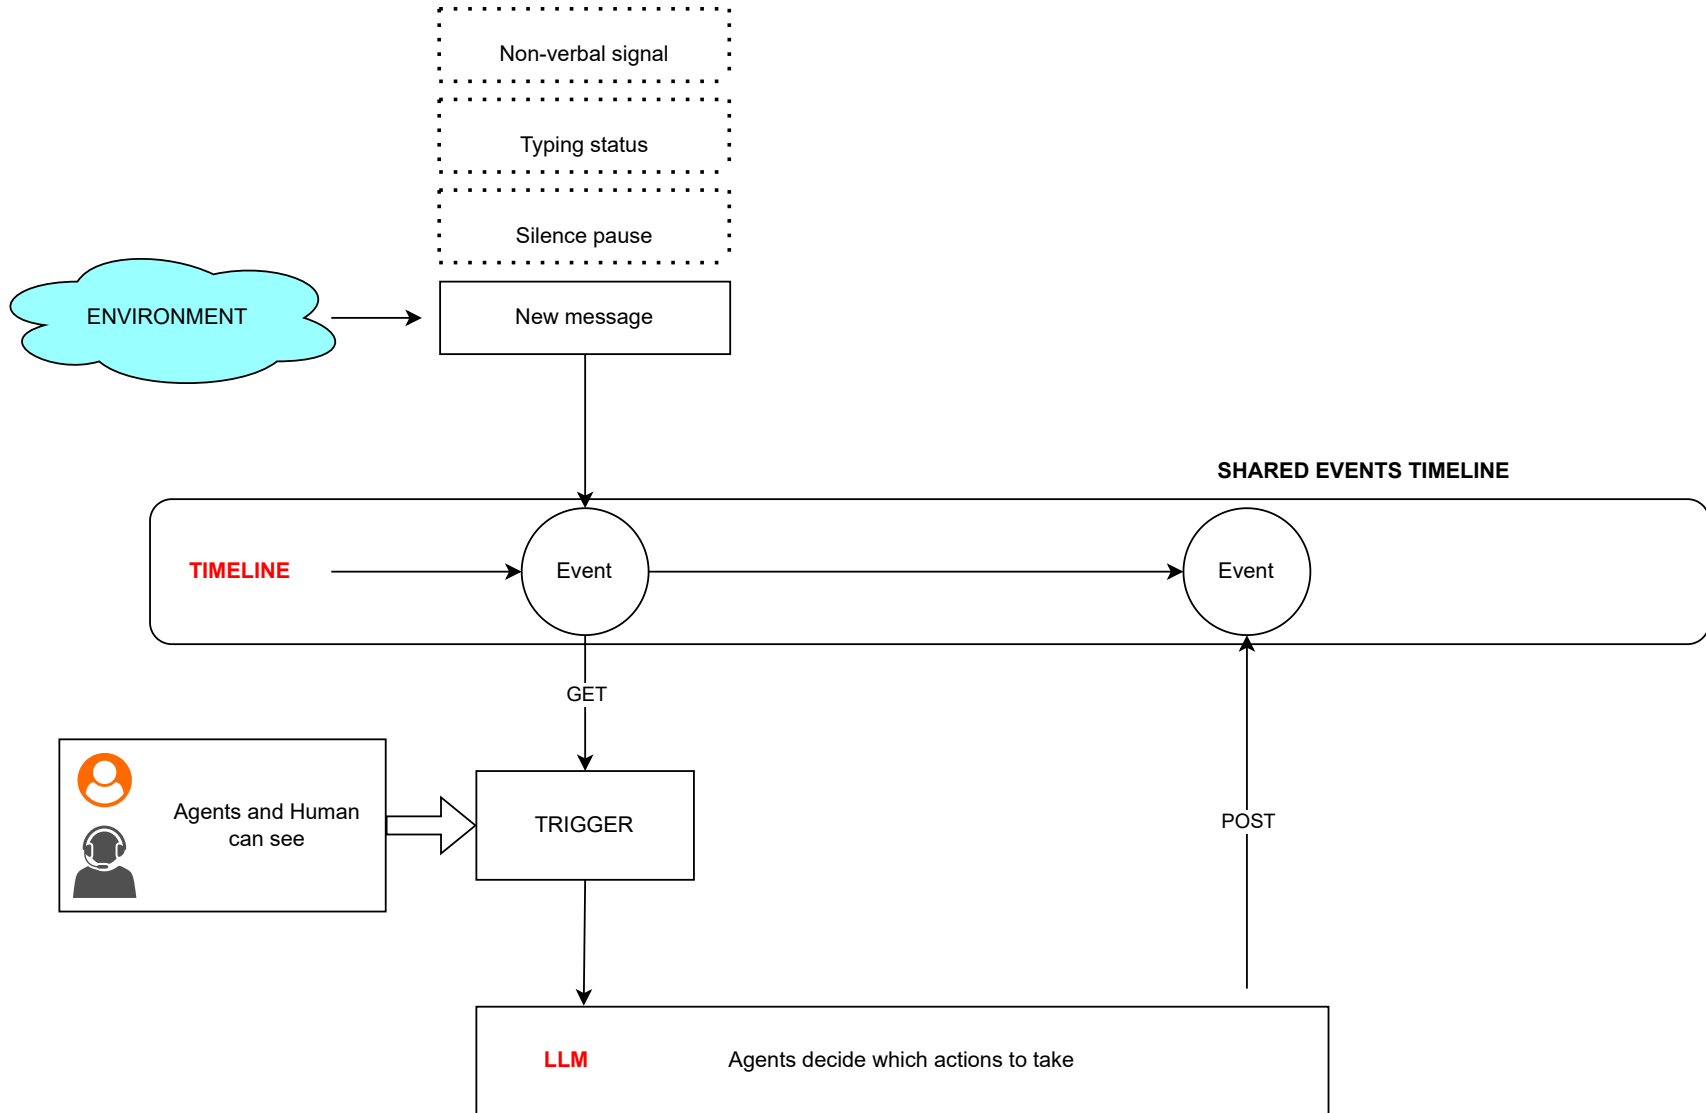 Non-verbal signal
Typing status
Silence pause
ENVIRONMENT
New message
SHARED EVENTS TIMELINE
TIMELINE
Event
Event
GET
Agents and Human
can see
TRIGGER
POST
LLM
Agents decide which actions to take